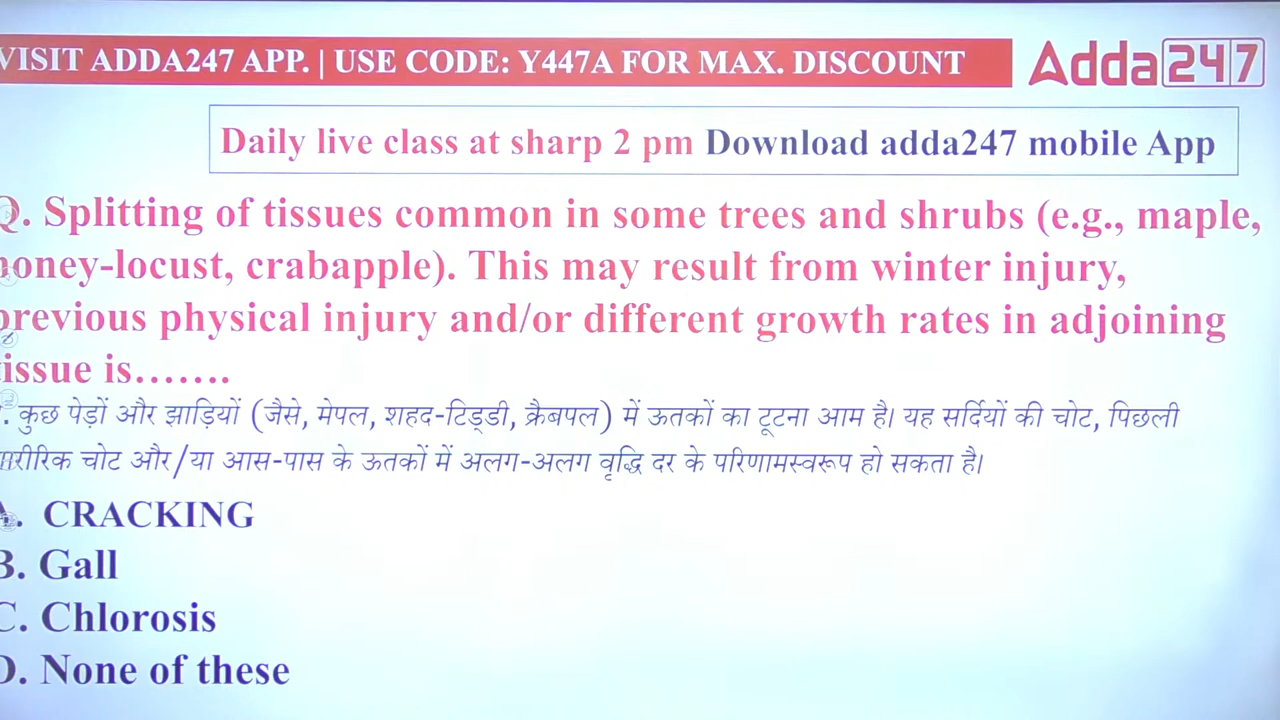 VISIT ADDA247 APP. | USE CODE: Y447A FOR MAX. DISCOUNT
Adda247
Daily live class at sharp 2 pm Download adda247 mobile App
Q. Splitting of tissues common in some trees and shrubs (e.g., maple,
honey-locust, crabapple). This may result from winter injury,
previous physical injury and/or different growth rates in adjoining
tissue is…….
. कुछ पेड़ों और झाड़ियों (जैसे, मेपल, शहद-टिड्डी, क्रैबपल) में ऊतकों का टूटना आम है। यह सर्दियों की चोट, पिछली
शारीरिक चोट और/या आस-पास के ऊतकों में अलग-अलग वृद्धि दर के परिणामस्वरूप हो सकता है।
A. CRACKING
B. Gall
C. Chlorosis
D. None of these